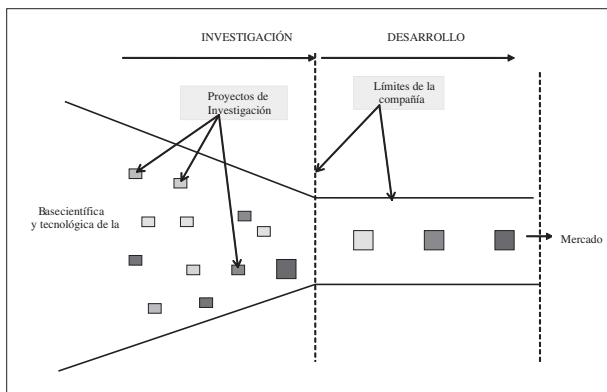 INVESTIGACIÓN
DESARROLLO
Proyectos de
Investigación
Límites de la
compañía
Basecientífica
y tecnológica de la
Mercado